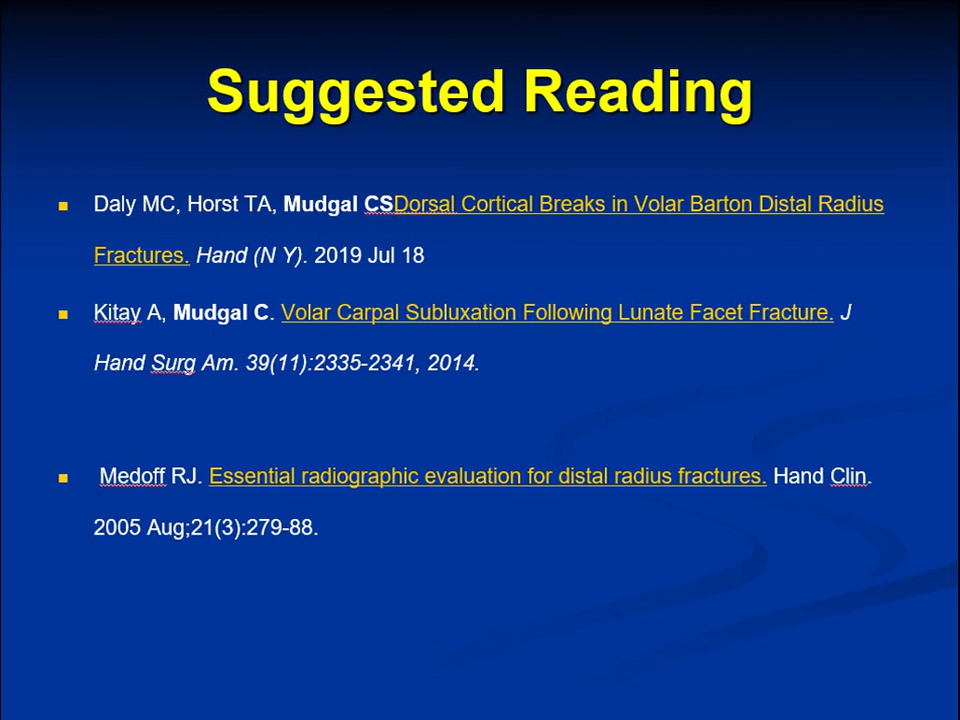 Suggested Reading
Daly MC, Horst TA, Mudgal CSDorsal Cortical Breaks in Volar Barton Distal Radius
Fractures. Hand (N Y). 2019 Jul 18
Kitay A, Mudgal C. Volar Carpal Subluxation Following Lunate Facet Fracture. J
Hand Surg Am. 39(11):2335-2341, 2014.
Medoff RJ. Essential radiographic evaluation for distal radius fractures. Hand Clin.
2005 Aug;21(3):279-88.